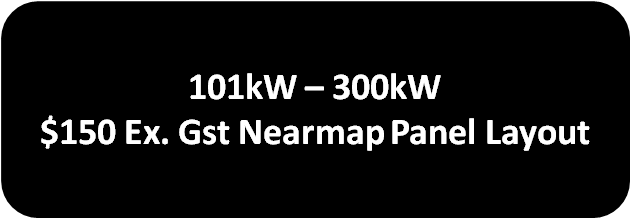 101kW – 300kW
$150 Ex. Gst Nearmap Panel Layout